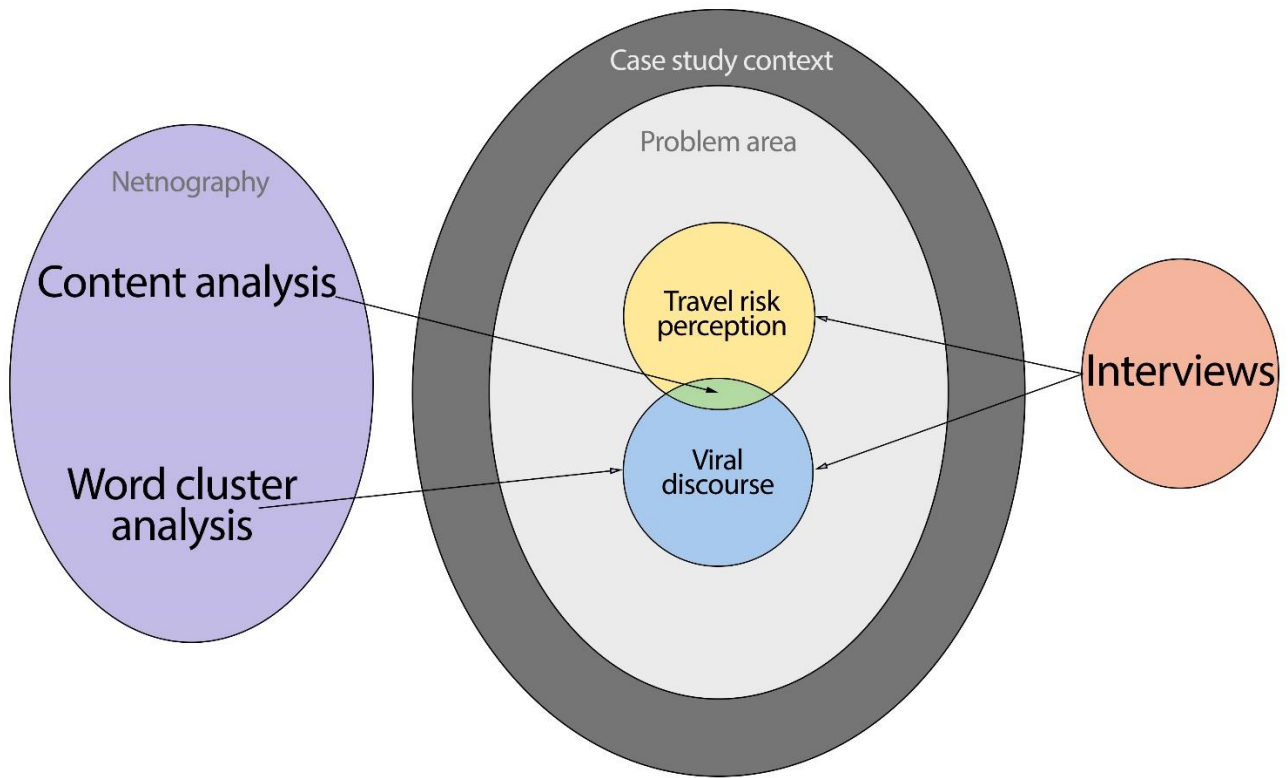 Case study context
Problem area
Netnography
Content analysis
Travel risk
perception
Interviews
Viral
discourse
Word cluster
analysis